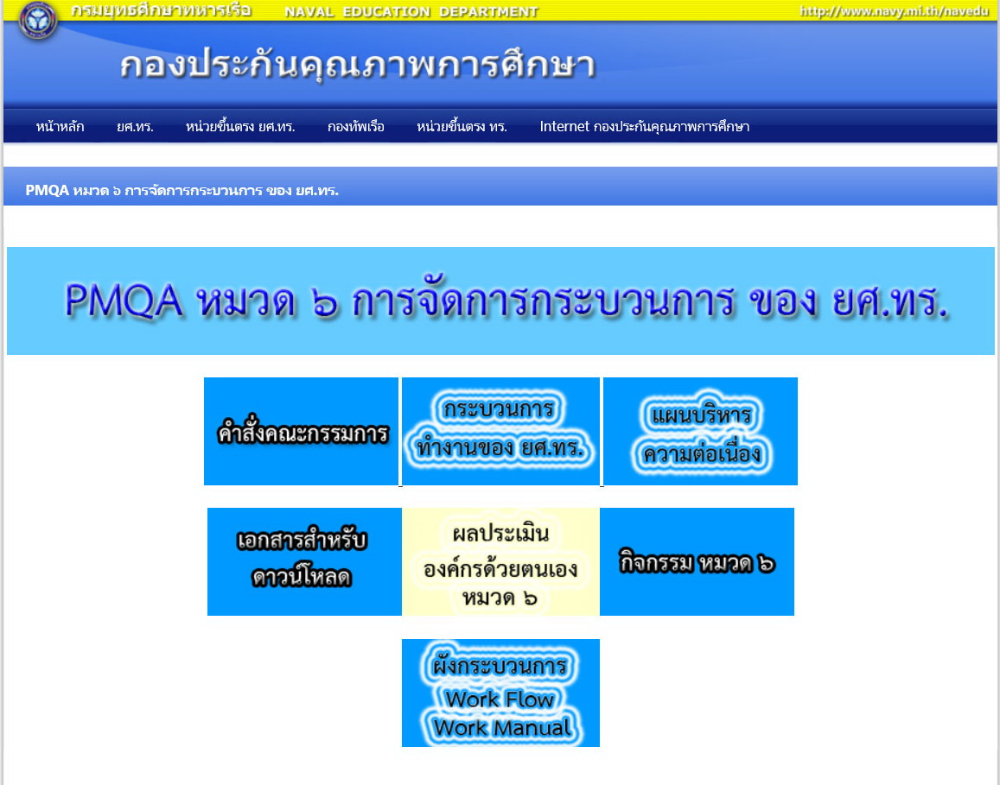 กรมยุทธศึกษาทหารเรือ NAVAL EDUCATION DEPARTMENT http://www.navy.mi.th/navedu
กองประกันคุณภาพการศึกษา
หน้าหลัก ยศ.ทร. หน่วยขึ้นตรง ยศ.ทร. กองทัพเรือ หน่วยขึ้นตรง ทร. Internet กองประกันคุณภาพการศึกษา
PMQA หมวด ๖ การจัดการกระบวนการ ของ ยศ.ทร.
PMQA หมวด ๖ การจัดการกระบวนการ ของ ยศ.ทร.
คำสั่งคณะกรรมการ
กระบวนการ
ทำงานของ ยศ.ทร.
แผนบริหาร
ความต่อเนื่อง
เอกสารสำหรับ
ดาวน์โหลด
ผลประเมิน
องค์กรด้วยตนเอง
หมวด ๖
กิจกรรม หมวด ๖
ผังกระบวนการ
Work Flow
Work Manual